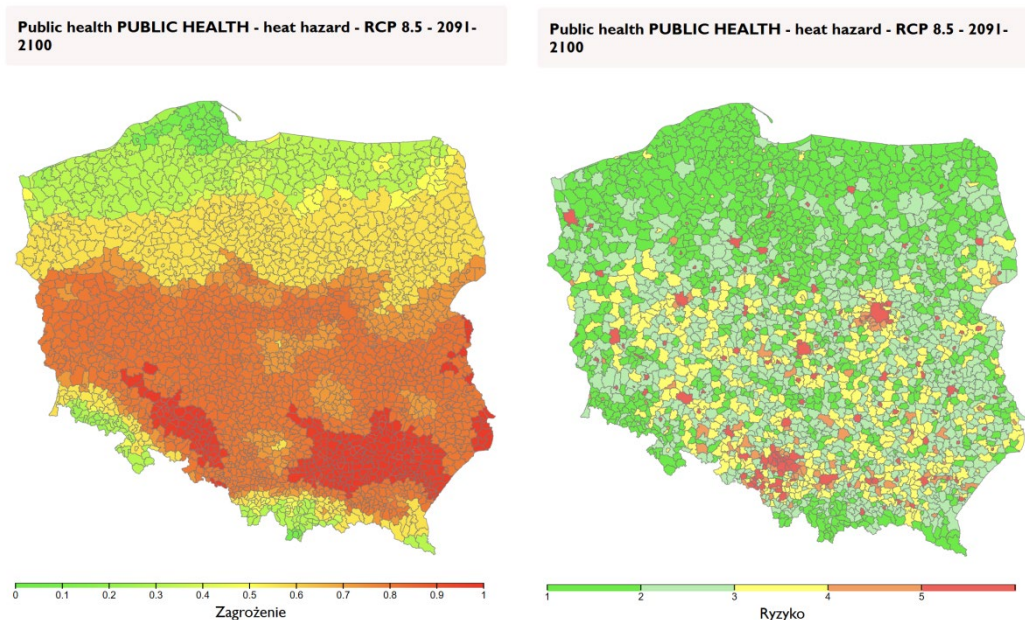 Public health PUBLIC HEALTH - heat hazard - RCP 8.5 - 2091-
2100
0 0.1 0.2 0.3 0.4 0.5 0.6 0.7 0.8 0.9 1
Zagrożenie
Public health PUBLIC HEALTH - heat hazard - RCP 8.5 - 2091-
2100
1 2 3 4 5
Ryzyko